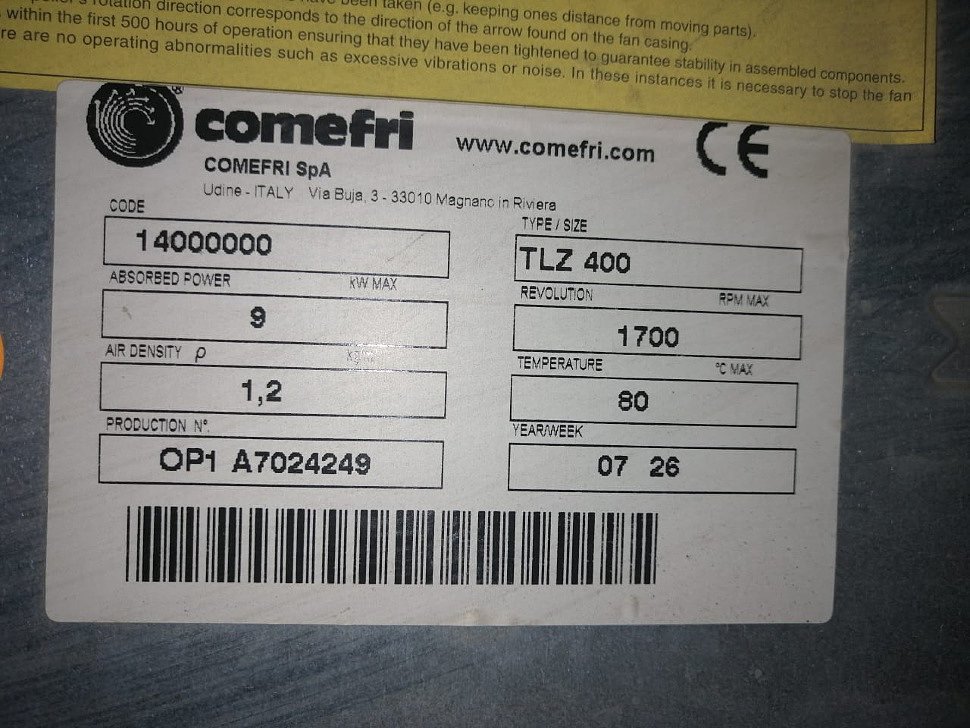 been taken (e.g. keeping ones distance from moving parts).
rotation direction corresponds to the direction of the arrow found on the fan casing.
within the first 500 hours of operation ensuring that they have been tightened to guarantee stability in assembled components.
re are no operating abnormalities such as excessive vibrations or noise. In these instances it is necessary to stop the fan
comefri ® www.comefri.com CE
COMEFRI SpA
Udine - ITALY Via Buja, 3 - 33010 Magnano in Riviera
CODE
14000000
TYPE / SIZE
TLZ 400
ABSORBED POWER kW MAX
9
REVOLUTION RPM MAX
1700
AIR DENSITY ρ
1,2
TEMPERATURE °C MAX
80
PRODUCTION N°.
OP1 A7024249
YEAR/WEEK
07 26